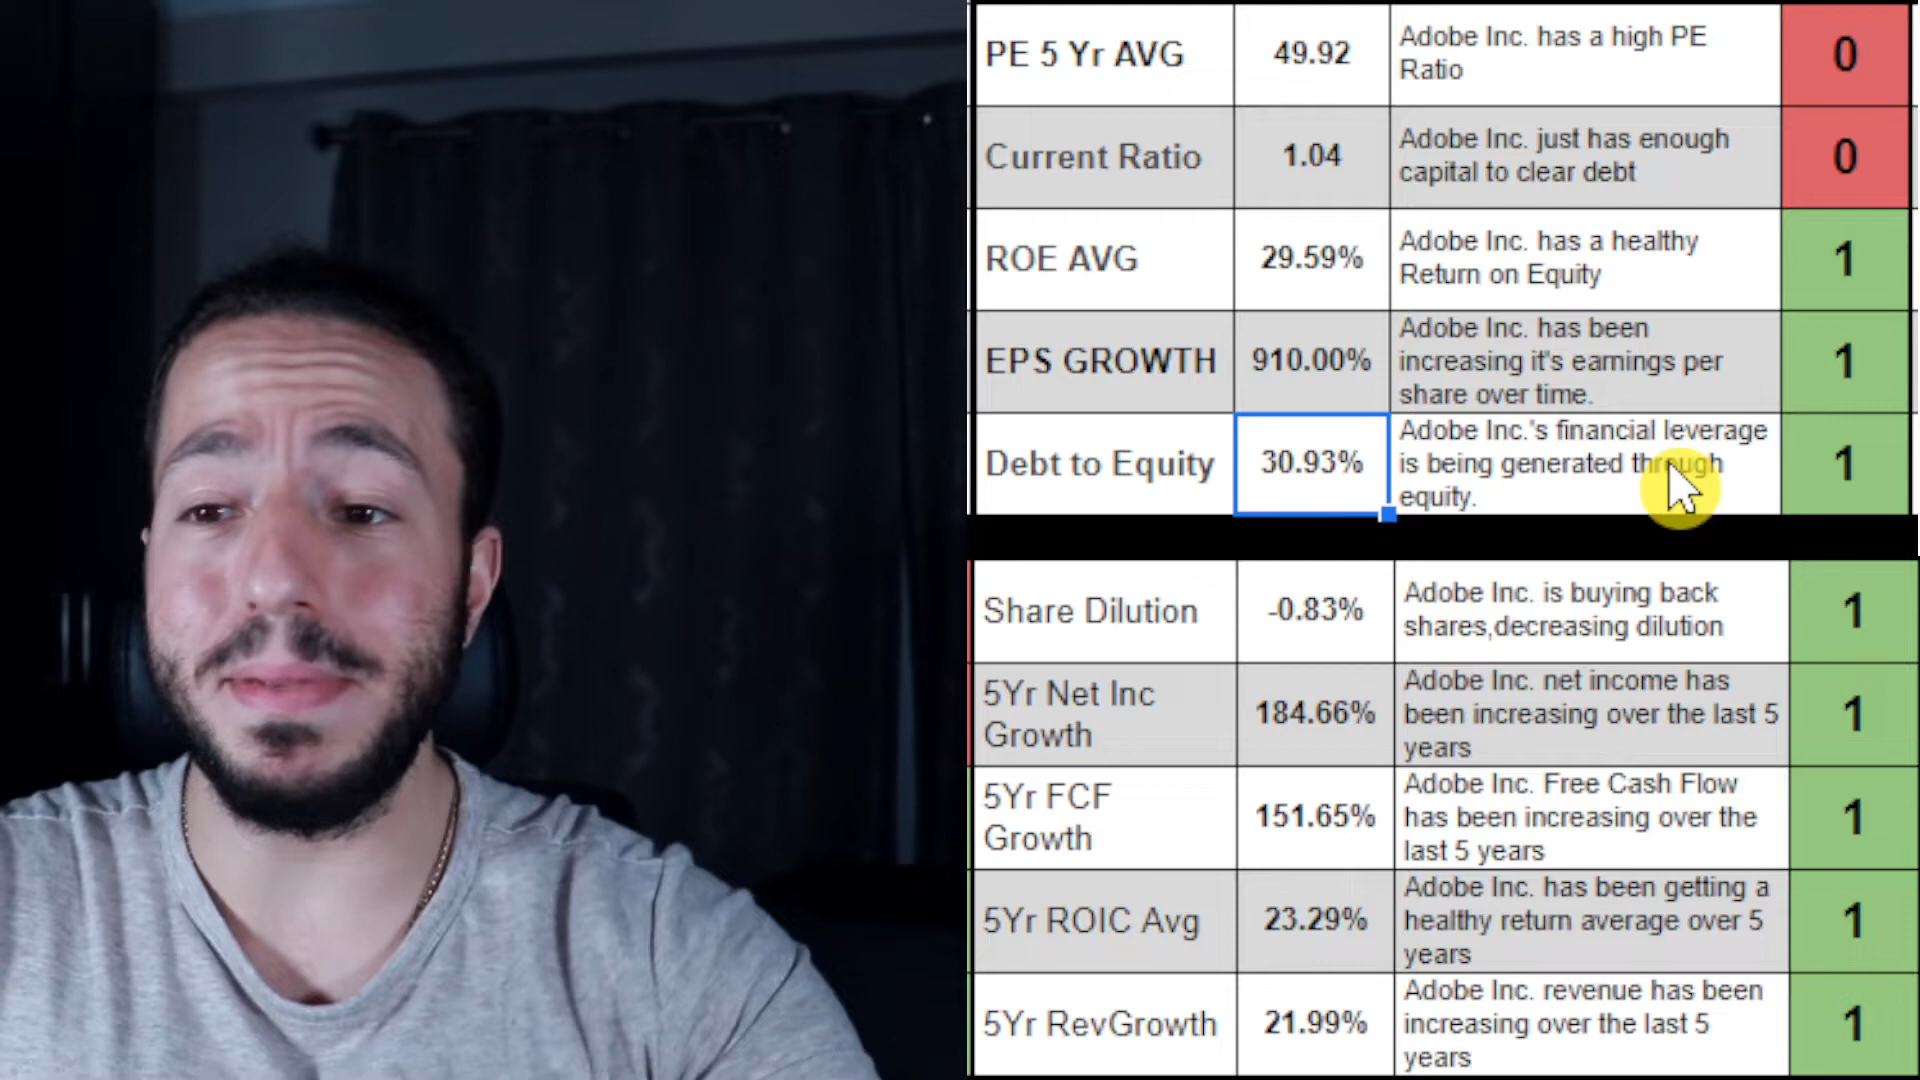 PE 5 Yr AVG
49.92
Adobe Inc. has a high PE
Ratio
0
Current Ratio
1.04
Adobe Inc. just has enough
capital to clear debt
0
ROE AVG
29.59%
Adobe Inc. has a healthy
Return on Equity
1
EPS GROWTH
910.00%
Adobe Inc. has been
increasing it's earnings per
share over time.
1
Debt to Equity
30.93%
Adobe Inc.'s financial leverage
is being generated through
equity.
1
Share Dilution
-0.83%
Adobe Inc. is buying back
shares,decreasing dilution
1
5Yr Net Inc
Growth
184.66%
Adobe Inc. net income has
been increasing over the last 5
years
1
5Yr FCF
Growth
151.65%
Adobe Inc. Free Cash Flow
has been increasing over the
last 5 years
1
5Yr ROIC Avg
23.29%
Adobe Inc. has been getting a
healthy return average over 5
years
1
5Yr RevGrowth
21.99%
Adobe Inc. revenue has been
increasing over the last 5
years
1